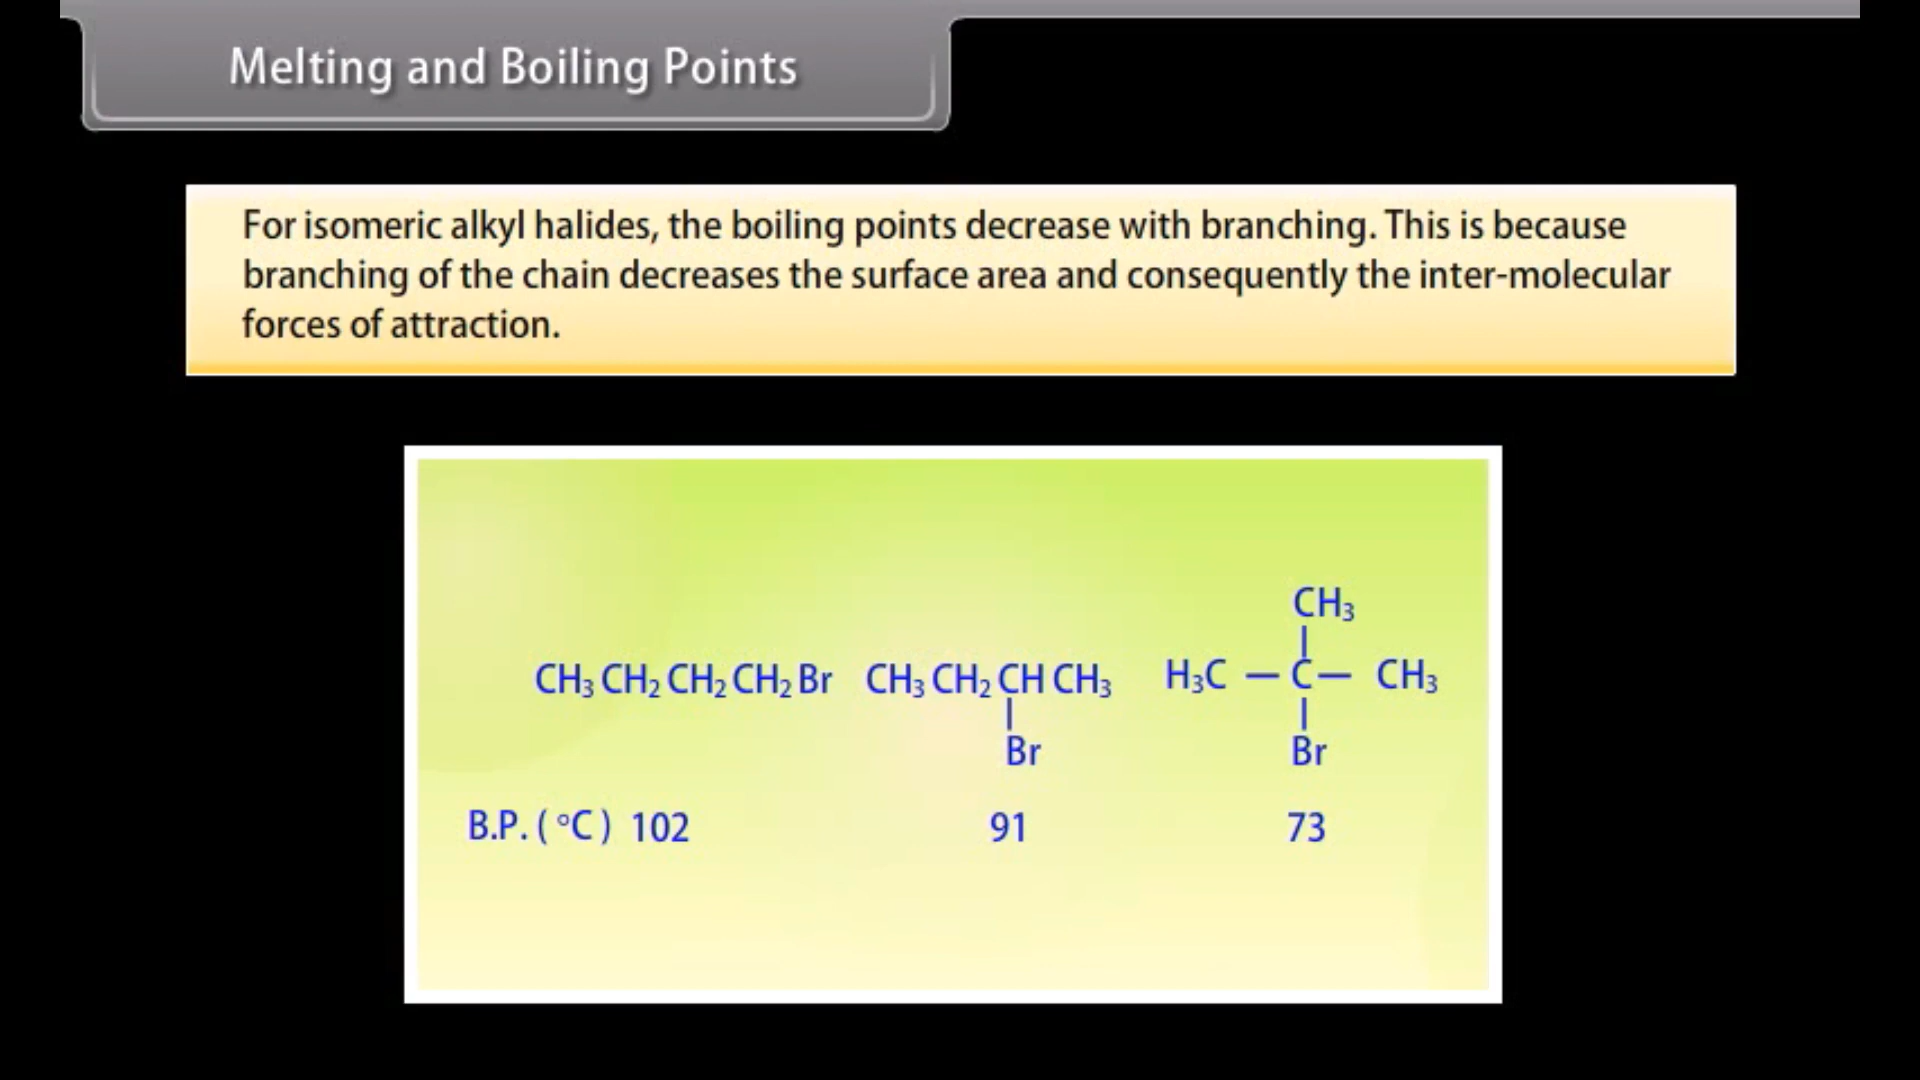 Melting and Boiling Points
For isomeric alkyl halides, the boiling points decrease with branching. This is because
branching of the chain decreases the surface area and consequently the inter-molecular
forces of attraction.
CH₃
CH₃ CH₂ CH₂ CH₂ Br CH₃ CH₂ CH CH₃ H₃C — C — CH₃
Br Br
B.P. ( °C ) 102 91 73